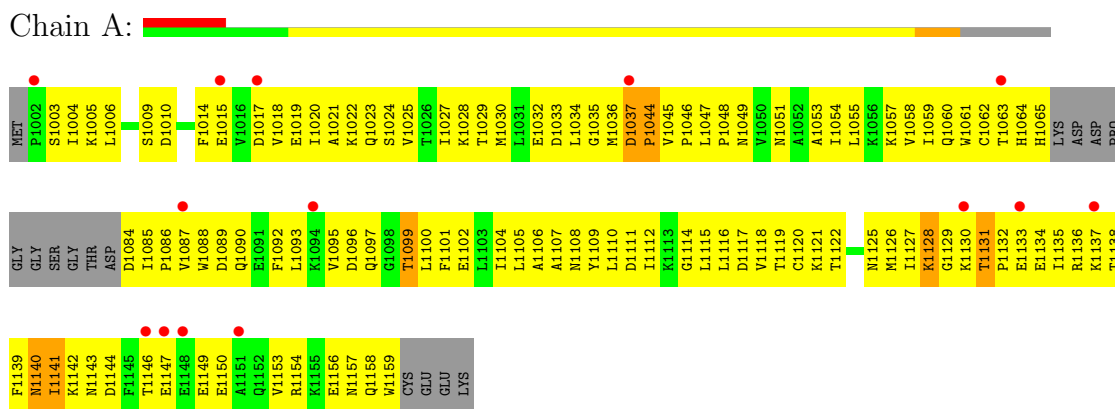 Chain A:
MET P1002 S1003 I1004 K1005 L1006 S1009 D1010 F1014 E1015 V1016 D1017 V1018 E1019 I1020 A1021 K1022 Q1023 S1024 V1025 T1026 I1027 K1028 T1029 M1030 L1031 E1032 D1033 L1034 G1035 M1036 D1037 P1044 V1045 P1046 L1047 P1048 N1049 V1050 N1051 A1052 A1053 I1054 L1055 K1056 K1057 V1058 I1059 Q1060 W1061 C1062 T1063 H1064 H1065 LYS ASP ASP PRO
GLY GLY SER GLY THR ASP D1084 I1085 P1086 V1087 W1088 D1089 Q1090 E1091 F1092 L1093 K1094 V1095 D1096 Q1097 G1098 T1099 L1100 F1101 E1102 L1103 I1104 L1105 A1106 A1107 N1108 Y1109 L1110 D1111 I1112 K1113 G1114 L1115 L1116 D1117 V1118 T1119 C1120 K1121 T1122 N1125 M1126 I1127 K1128 G1129 K1130 T1131 P1132 E1133 E1134 I1135 R1136 K1137 T1138
F1139 N1140 I1141 K1142 N1143 D1144 F1145 T1146 E1147 E1148 E1149 E1150 A1151 Q1152 V1153 R1154 K1155 E1156 N1157 Q1158 W1159 CYS GLU GLU LYS